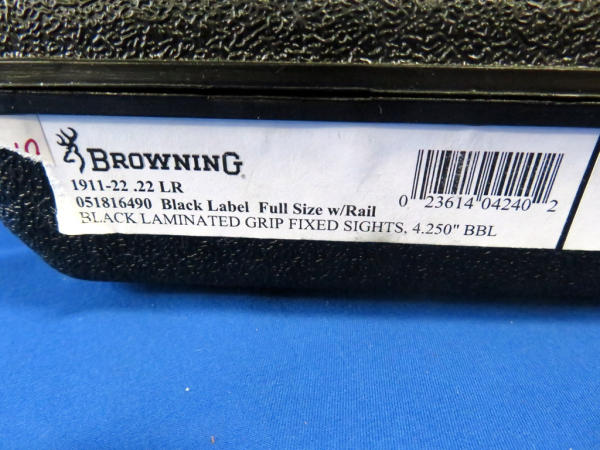 BROWNING
1911-22 .22 LR
051816490 Black Label Full Size w/Rail
BLACK LAMINATED GRIP FIXED SIGHTS, 4.250" BBL
0 23614 04240 2